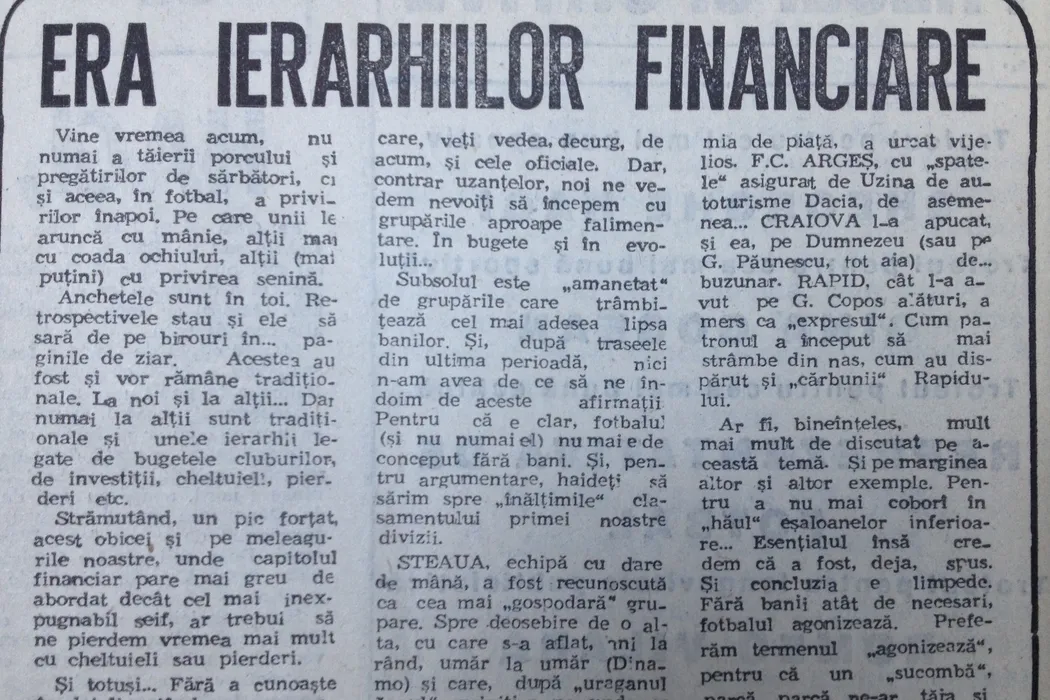 ERA IERARHIILOR FINANCIARE
Vine vremea acum, nu
numai a tăierii porcului și
pregătirilor de sărbători, ci
și aceea, în fotbal, a privi-
rilor înapoi. Pe care unii le
aruncă cu mânie, alții mai
cu coada ochiului, alții (mai
puțini) cu privirea senină.
Anchetele sunt în toi. Re-
trospectivele stau și ele să
sară de pe birouri în... pa-
ginile de ziar. Acestea au
fost și vor rămâne tradițio-
nale. La noi și la alții... Dar
numai la alții sunt tradiți-
onale și unele ierarhii le-
gate de bugetele cluburilor,
de investiții, cheltuieli, pier-
deri etc.
Strămutând, un pic forțat,
acest obicei și pe meleagu-
rile noastre, unde capitolul
financiar pare mai greu de
abordat decât cel mai inex-
pugnabil seif, ar trebui să
ne pierdem vremea mai mult
cu cheltuieli sau pierderi.
Și totuși... Fără a cunoaște
care, veți vedea, decurg, de
acum, și cele oficiale. Dar,
contrar uzanțelor, noi ne ve-
dem nevoiți să începem cu
grupările aproape falimen-
tare. În bugete și în evo-
luții...
Subsolul este „amanetat“
de grupările care trâmbi-
țează cel mai adesea lipsa
banilor. Și, după traseele
din ultima perioadă, nici
n-am avea de ce să ne în-
doim de aceste afirmații
Pentru că e clar, fotbalul
(și nu numai el) nu mai e de
conceput fără bani. Și, pen-
tru argumentare, haideți să
sărim spre „înălțimile“ cla-
samentului primei noastre
divizii.
STEAUA, echipă cu dare
de mână, a fost recunoscută
ca cea mai „gospodară“ gru-
pare. Spre deosebire de o al-
ta, cu care s-a aflat, ani la
rând, umăr la umăr (Dina-
mo) și care, după „uraganul
mia de piață, a urcat vije-
lios. F.C. ARGEȘ, cu „spate-
le“ asigurat de Uzina de au-
toturisme Dacia, de aseme-
nea... CRAIOVA l-a apucat,
și ea, pe Dumnezeu (sau pe
G. Păunescu, tot aia) de...
buzunar. RAPID, cât l-a a-
vut pe G. Copos alături, a
mers ca „expresul“. Cum pa-
tronul a început să mai
strâmbe din nas, cum au dis-
părut și „cărbunii“ Rapidu-
lui.
Ar fi, bineînțeles, mult
mai mult de discutat pe a-
ceastă temă. Și pe marginea
altor și altor exemple. Pen-
tru a nu mai coborî în
„hăul“ eșaloanelor inferioa-
re... Esențialul însă cre-
dem că a fost, deja, spus.
Și concluzia e limpede.
Fără banii atât de necesari,
fotbalul agonizează. Prefe-
răm termenul „agonizează“,
pentru că un „sucombă“,
parcă, parcă ne-ar tăia